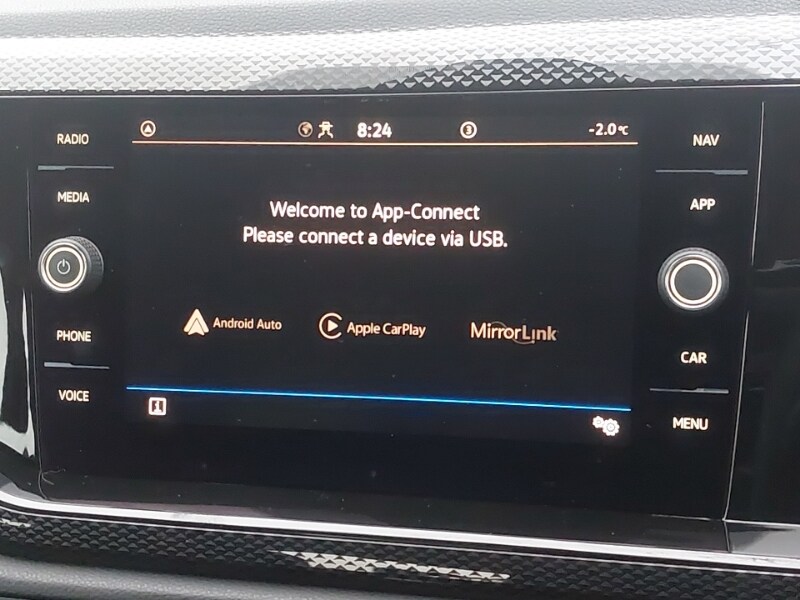 RADIO
MEDIA
PHONE
VOICE
8:24
3
-2.0°C
Welcome to App-Connect
Please connect a device via USB.
Android Auto
Apple CarPlay
MirrorLink
NAV
APP
CAR
MENU